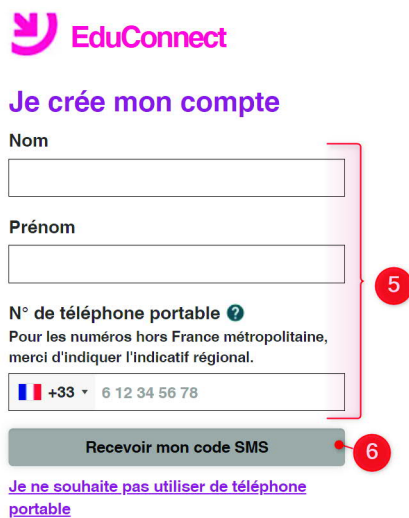 EduConnect
Je crée mon compte
Nom
Prénom
N° de téléphone portable ?
Pour les numéros hors France métropolitaine,
merci d'indiquer l'indicatif régional.
+33 6 12 34 56 78
5
Recevoir mon code SMS
6
Je ne souhaite pas utiliser de téléphone
portable